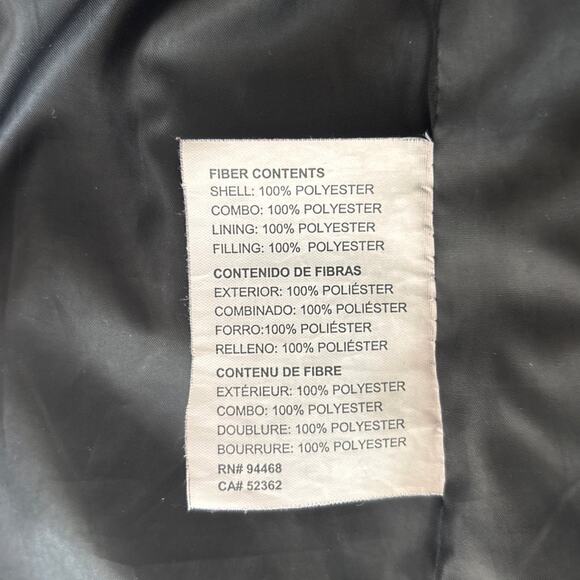 FIBER CONTENTS
SHELL: 100% POLYESTER
COMBO: 100% POLYESTER
LINING: 100% POLYESTER
FILLING: 100% POLYESTER
CONTENIDO DE FIBRAS
EXTERIOR: 100% POLIÉSTER
COMBINADO: 100% POLIÉSTER
FORRO:100% POLIÉSTER
RELLENO: 100% POLIÉSTER
CONTENU DE FIBRE
EXTÉRIEUR: 100% POLYESTER
COMBO: 100% POLYESTER
DOUBLURE: 100% POLYESTER
BOURRURE: 100% POLYESTER
RN# 94468
CA# 52362